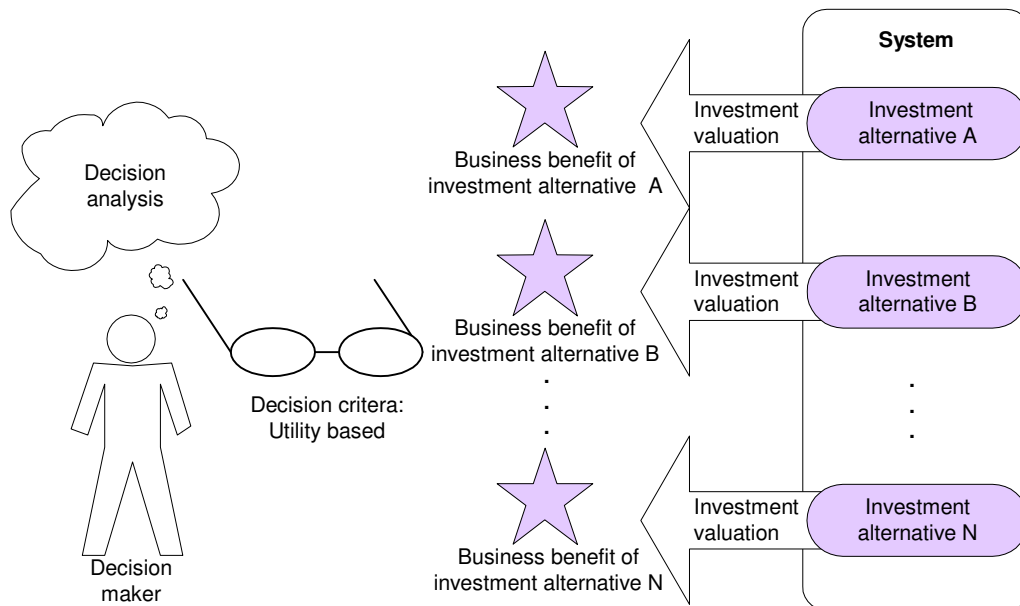 System
Decision
analysis
Business benefit of
investment alternative  A
Investment
valuation
Investment
alternative A
Business benefit of
investment alternative B
Investment
valuation
Investment
alternative B
Decision critera:
Utility based
Business benefit of
investment alternative N
Investment
valuation
Investment
alternative N
Decision
maker